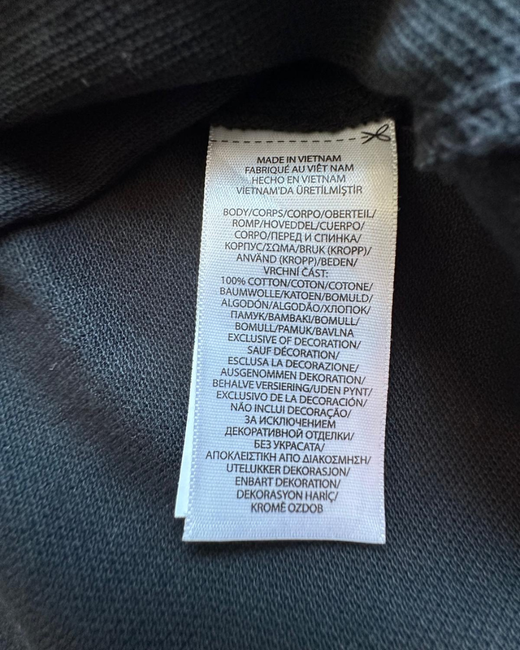 MADE IN VIETNAM
FABRIQUÉ AU VIÊT NAM
HECHO EN VIETNAM
VIETNAM'DA ÜRETİLMİŞTİR
BODY/CORPS/CORPO/OBERTEIL/
ROMP/HOVEDDEL/CUERPO/
CORPO/ПЕРЕД И СПИНКА/
КОРПУС/ΣΩΜΑ/BRUK (KROPP)/
ANVÄND (KROPP)/BEDEN/
VRCHNÍ ČÁST:
100% COTTON/COTON/COTONE/
BAUMWOLLE/KATOEN/BOMULD/
ALGODÓN/ALGODÃO/ХЛОПОК/
ПАМУК/ΒΑΜΒΑΚΙ/BOMULL/
BOMULL/PAMUK/BAVLNA
EXCLUSIVE OF DECORATION/
SAUF DÉCORATION/
ESCLUSA LA DECORAZIONE/
AUSGENOMMEN DEKORATION/
BEHALVE VERSIERING/UDEN PYNT/
EXCLUSIVO DE LA DECORACIÓN/
NÃO INCLUI DECORAÇÃO/
ЗА ИСКЛЮЧЕНИЕМ
ДЕКОРАТИВНОЙ ОТДЕЛКИ/
БЕЗ УКРАСАТА/
ΑΠΟΚΛΕΙΣΤΙΚΗ ΑΠΟ ΔΙΑΚΟΣΜΗΣΗ/
UTELUKKER DEKORASJON/
ENBART DEKORATION/
DEKORASYON HARİÇ/
KROMĚ OZDOB